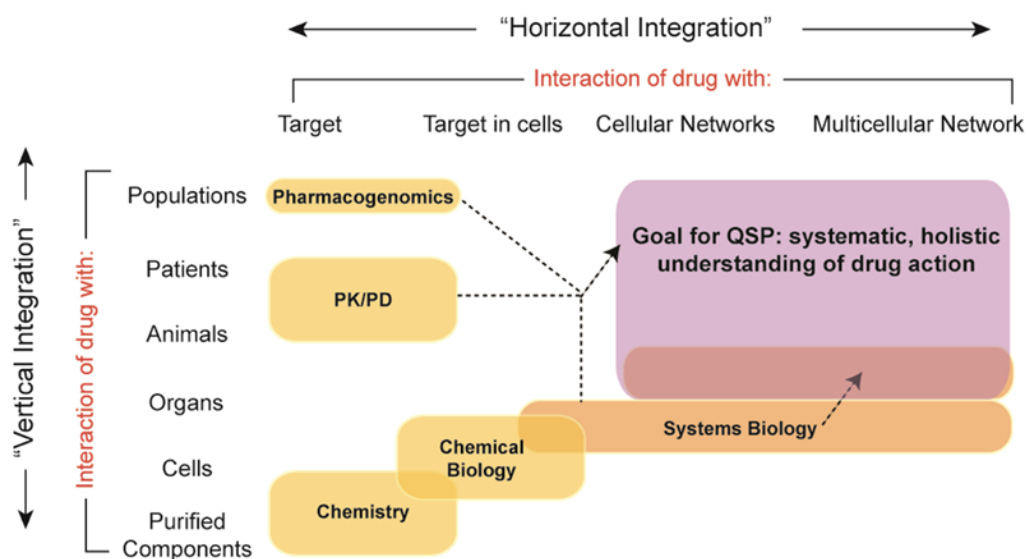 “Horizontal Integration”
Interaction of drug with:
Target
Target in cells
Cellular Networks
Multicellular Network
“Vertical Integration”
Interaction of drug with:
Populations
Patients
Animals
Organs
Cells
Purified
Components
Pharmacogenomics
PK/PD
Chemical
Biology
Chemistry
Goal for QSP: systematic, holistic
understanding of drug action
Systems Biology